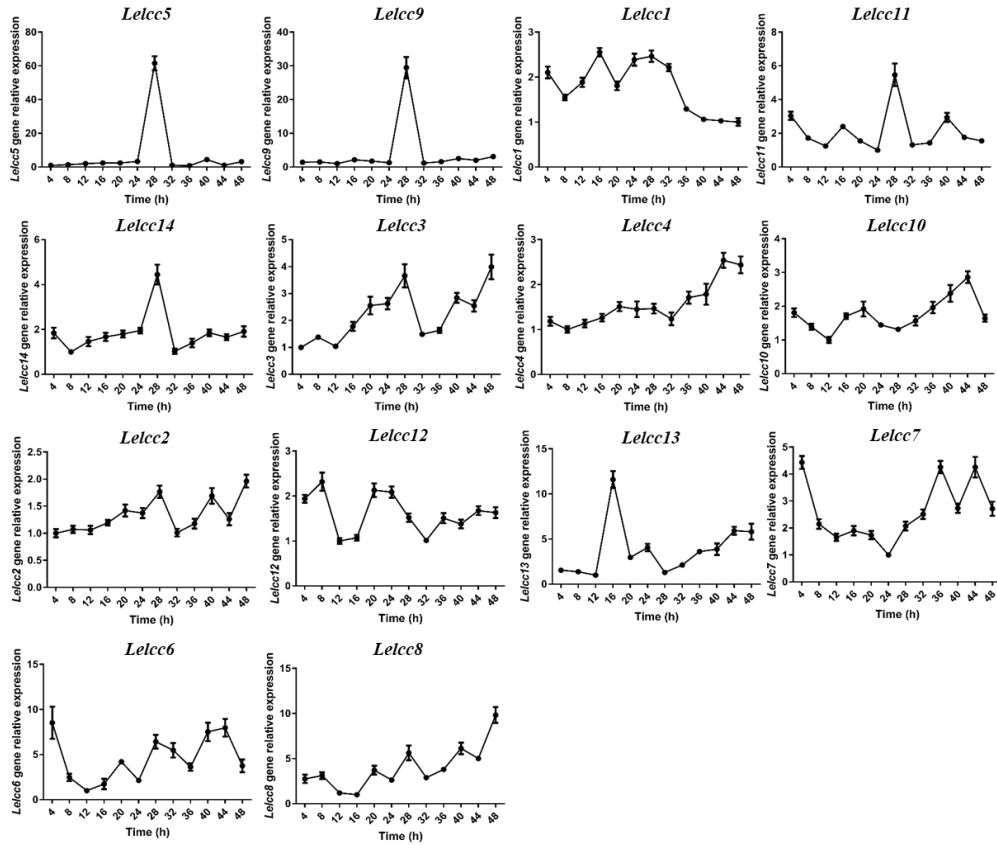 Lelcc5
Lelcc5 gene relative expression
80
60
40
20
0
4 8 12 16 20 24 28 32 36 40 44 48
Time (h)
Lelcc9
Lelcc9 gene relative expression
40
30
20
10
0
4 8 12 16 20 24 28 32 36 40 44 48
Time (h)
Lelcc1
Lelcc1 gene relative expression
3
2
1
0
4 8 12 16 20 24 28 32 36 40 44 48
Time (h)
Lelcc11
Lelcc11 gene relative expression
8
6
4
2
0
4 8 12 16 20 24 28 32 36 40 44 48
Time (h)
Lelcc14
Lelcc14 gene relative expression
6
4
2
0
4 8 12 16 20 24 28 32 36 40 44 48
Time (h)
Lelcc3
Lelcc3 gene relative expression
5
4
3
2
1
0
4 8 12 16 20 24 28 32 36 40 44 48
Time (h)
Lelcc4
Lelcc4 gene relative expression
3
2
1
0
4 8 12 16 20 24 28 32 36 40 44 48
Time (h)
Lelcc10
Lelcc10 gene relative expression
4
3
2
1
0
4 8 12 16 20 24 28 32 36 40 44 48
Time (h)
Lelcc2
Lelcc2 gene relative expression
2.5
2.0
1.5
1.0
0.5
0.0
4 8 12 16 20 24 28 32 36 40 44 48
Time (h)
Lelcc12
Lelcc12 gene relative expression
3
2
1
0
4 8 12 16 20 24 28 32 36 40 44 48
Time (h)
Lelcc13
Lelcc13 gene relative expression
15
10
5
0
4 8 12 16 20 24 28 32 36 40 44 48
Time (h)
Lelcc7
Lelcc7 gene relative expression
5
4
3
2
1
0
4 8 12 16 20 24 28 32 36 40 44 48
Time (h)
Lelcc6
Lelcc6 gene relative expression
15
10
5
0
4 8 12 16 20 24 28 32 36 40 44 48
Time (h)
Lelcc8
Lelcc8 gene relative expression
15
10
5
0
4 8 12 16 20 24 28 32 36 40 44 48
Time (h)